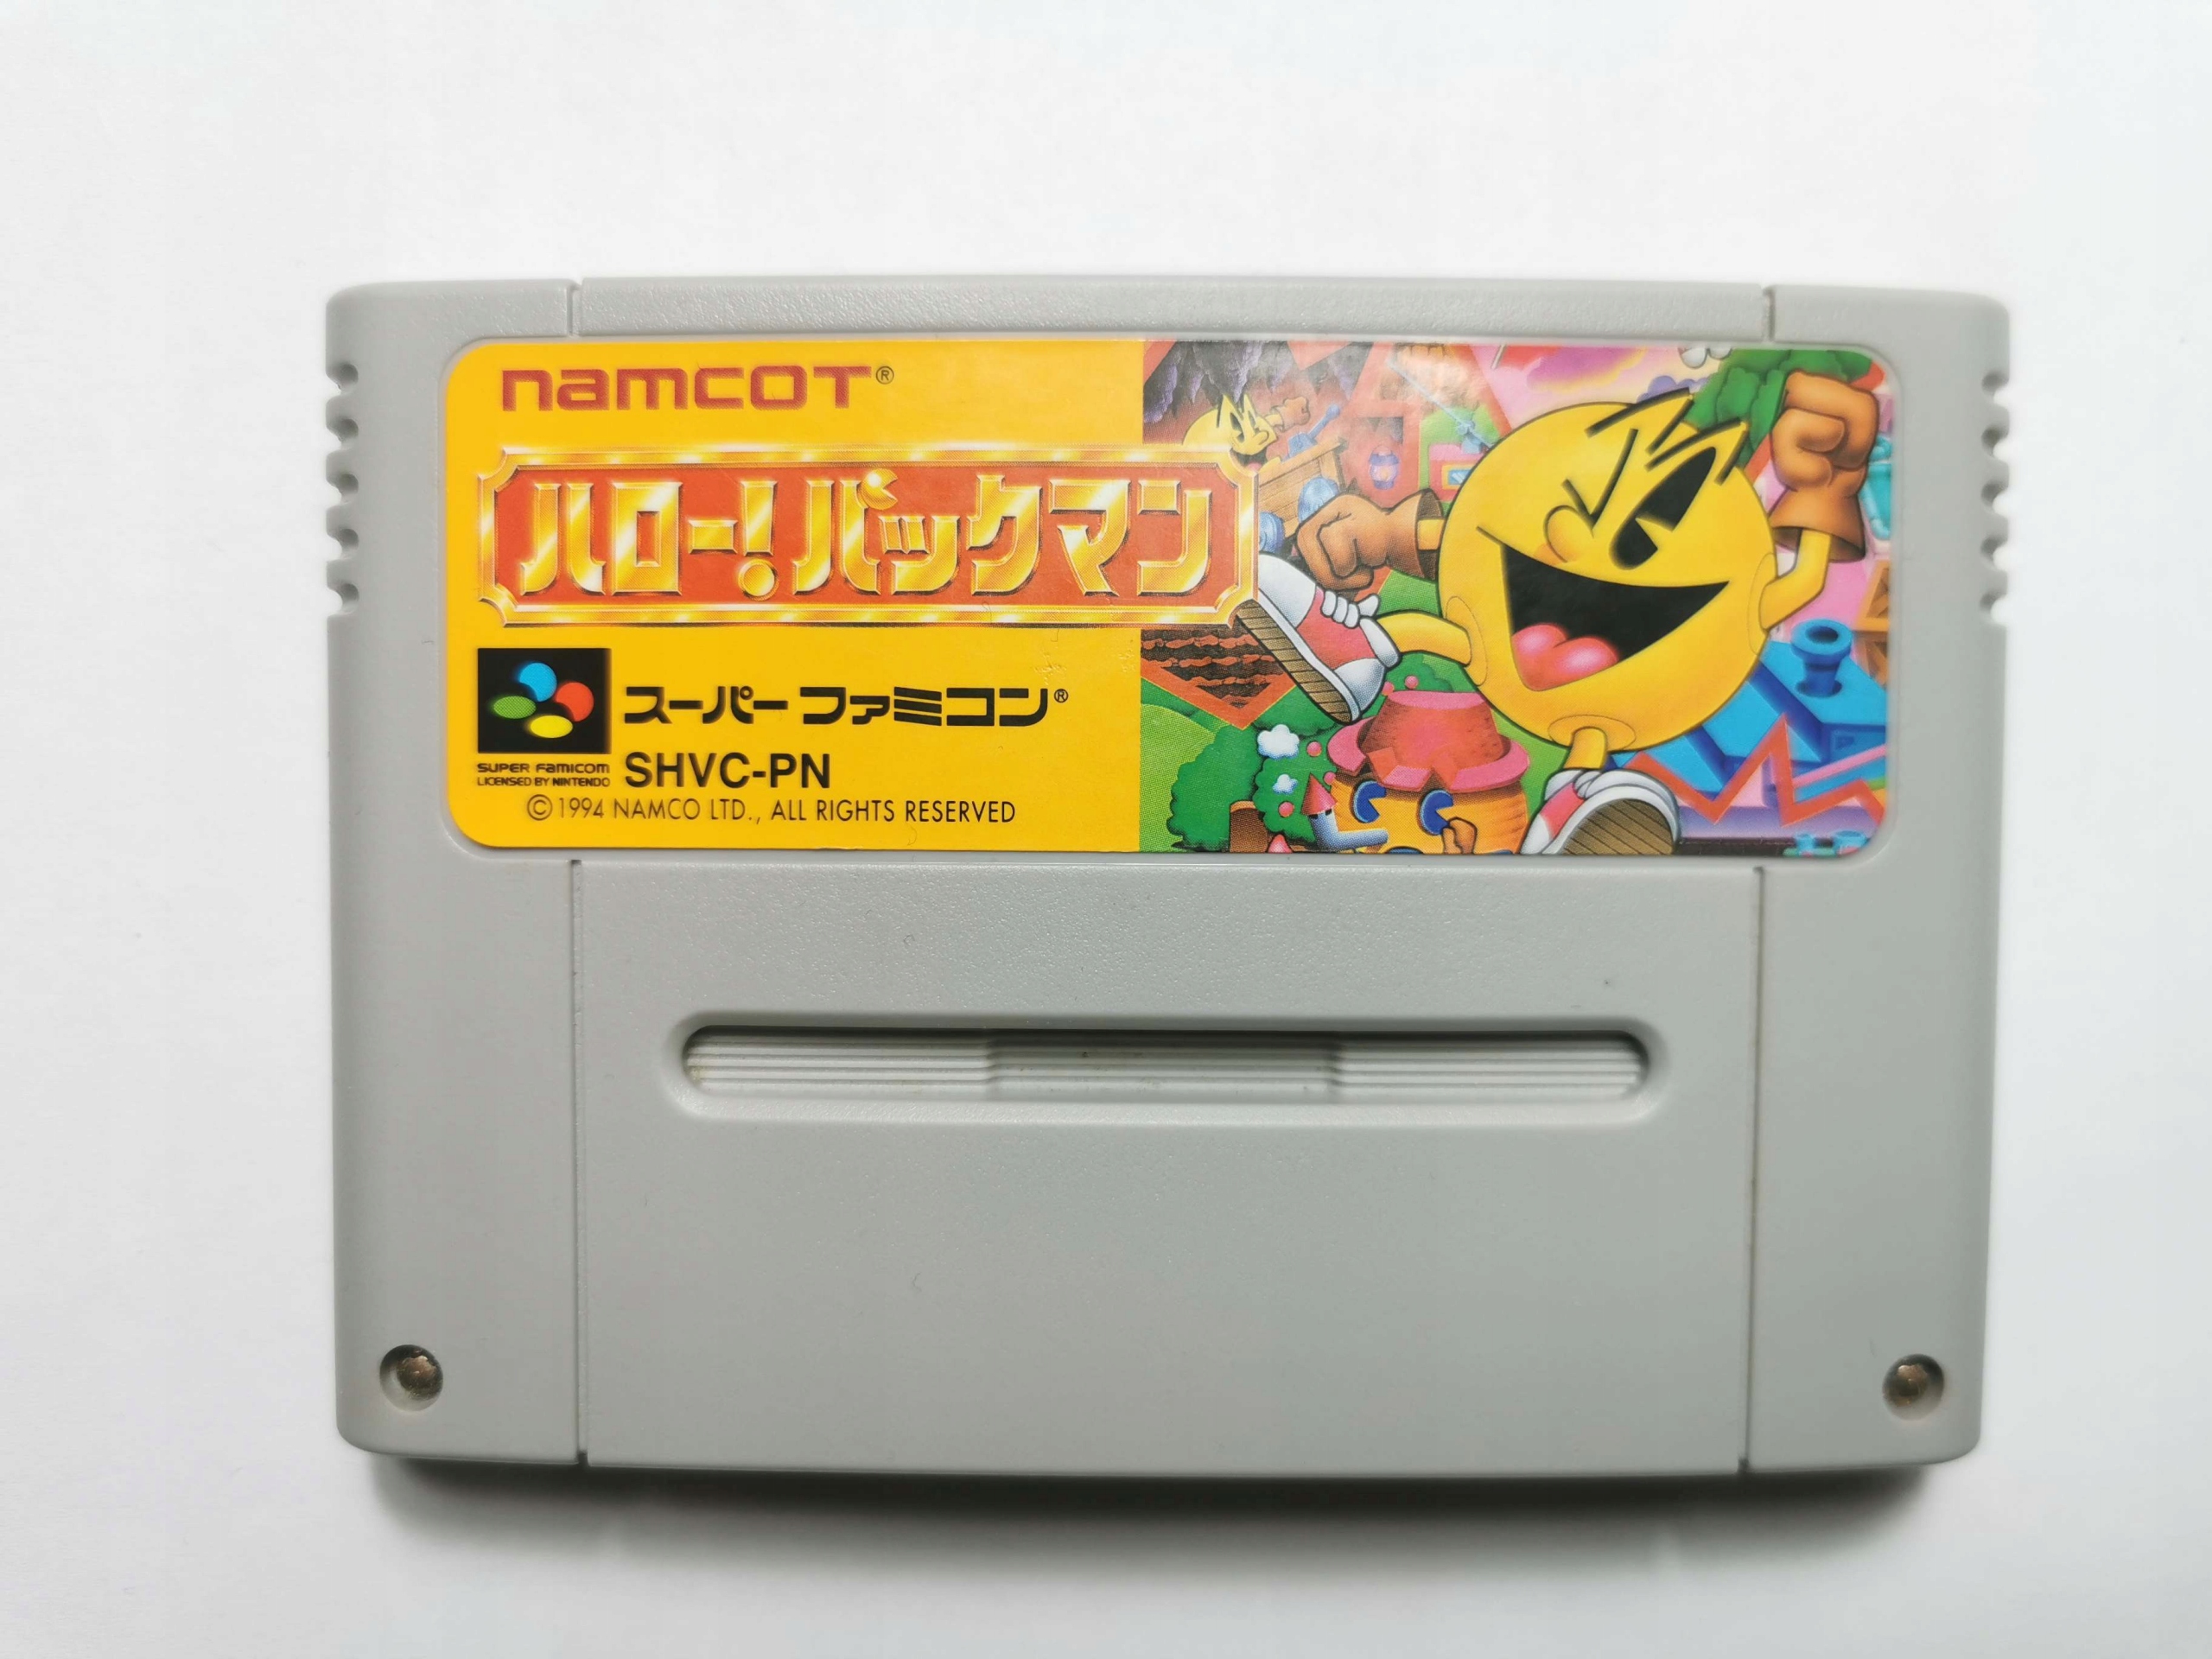 namcoT®
ハロー!パックマン
スーパーファミコン®
SUPER FAMICOM
LICENSED BY NINTENDO
SHVC-PN
©1994 NAMCO LTD., ALL RIGHTS RESERVED